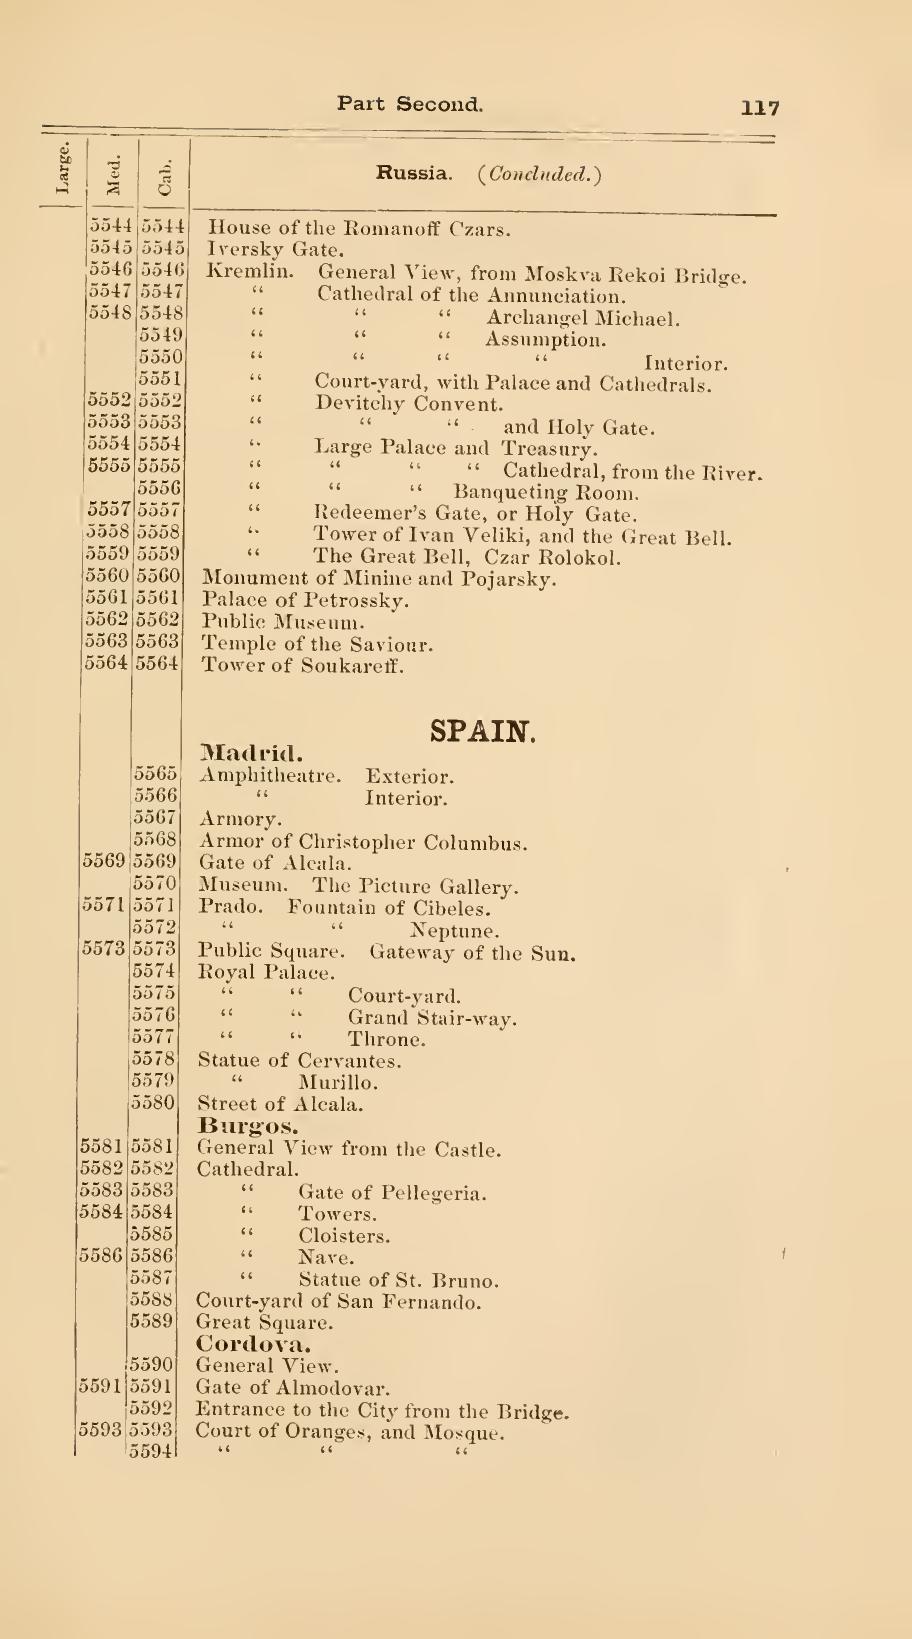 Part Second. 117
Large. Med. Cab. Russia. (Concluded.)
5544 5544 House of the Romanoff Czars.
5545 5545 Iversky Gate.
5546 5546 Kremlin. General View, from Moskva Rekoi Bridge.
5547 5547 “ Cathedral of the Annunciation.
5548 5548 “ “ “ Archangel Michael.
5549 “ “ “ Assumption.
5550 “ “ “ “ Interior.
5551 “ Court-yard, with Palace and Cathedrals.
5552 5552 “ Devitchy Convent.
5553 5553 “ “ “ and Holy Gate.
5554 5554 “ Large Palace and Treasury.
5555 5555 “ “ “ “ Cathedral, from the River.
5556 “ “ “ Banqueting Room.
5557 5557 “ Redeemer's Gate, or Holy Gate.
5558 5558 “ Tower of Ivan Veliki, and the Great Bell.
5559 5559 “ The Great Bell, Czar Rolokol.
5560 5560 Monument of Minine and Pojarsky.
5561 5561 Palace of Petrossky.
5562 5562 Public Museum.
5563 5563 Temple of the Saviour.
5564 5564 Tower of Soukareff.
SPAIN.
Madrid.
5565 Amphitheatre. Exterior.
5566 “ Interior.
5567 Armory.
5568 Armor of Christopher Columbus.
5569 5569 Gate of Alcala.
5570 Museum. The Picture Gallery.
5571 5571 Prado. Fountain of Cibeles.
5572 “ “ Neptune.
5573 5573 Public Square. Gateway of the Sun.
5574 Royal Palace.
5575 “ “ Court-yard.
5576 “ “ Grand Stair-way.
5577 “ “ Throne.
5578 Statue of Cervantes.
5579 “ Murillo.
5580 Street of Alcala.
Burgos.
5581 5581 General View from the Castle.
5582 5582 Cathedral.
5583 5583 “ Gate of Pellegeria.
5584 5584 “ Towers.
5585 “ Cloisters.
5586 5586 “ Nave.
5587 “ Statue of St. Bruno.
5588 Court-yard of San Fernando.
5589 Great Square.
Cordova.
5590 General View.
5591 5591 Gate of Almodovar.
5592 Entrance to the City from the Bridge.
5593 5593 Court of Oranges, and Mosque.
5594 “ “ “